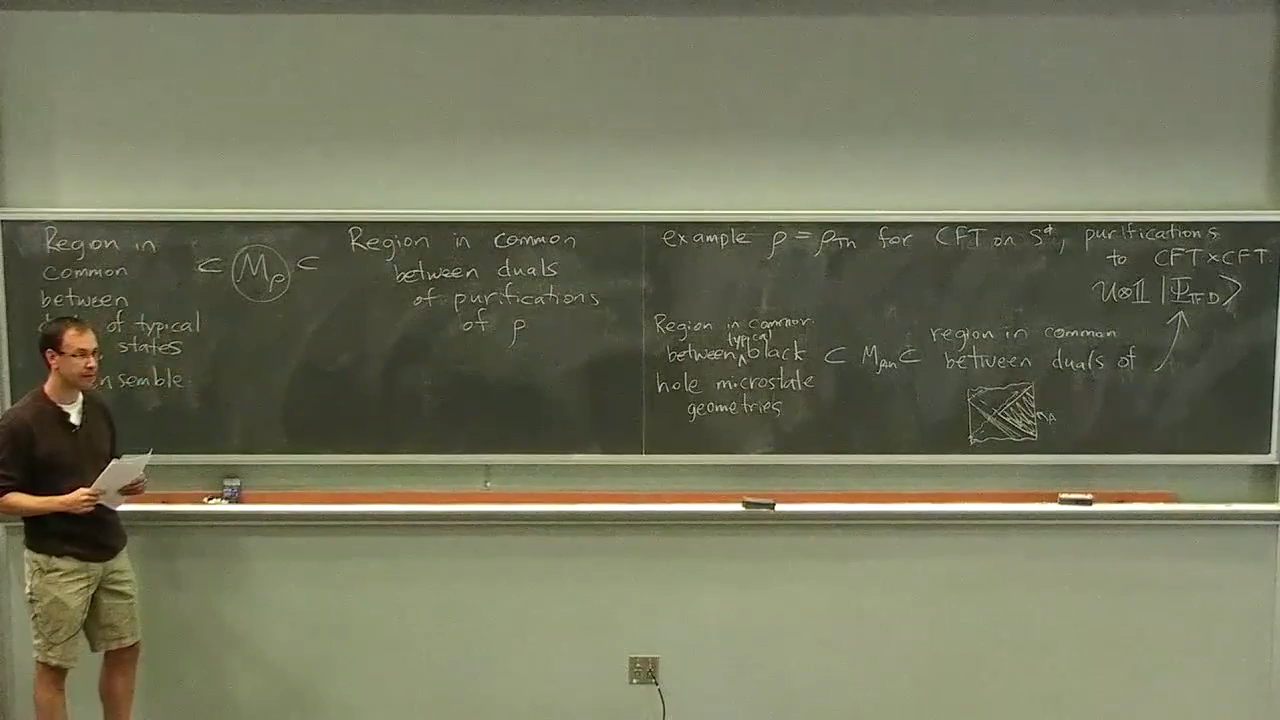 Region in
common
between
of typical
states
nsemble
⊂ M_ρ ⊂
Region in common
between duals
of purifications
of ρ
example ρ = ρ_Th for CFT on S^d, purifications
to CFT×CFT
U⊗𝟙 |Ψ_TFD⟩
Region in common
typical
between ^ black
hole microstate
geometries
⊂ M_ρTh ⊂
region in common
between duals of